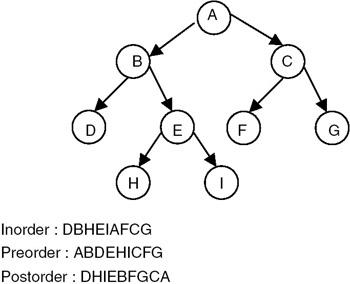 A
B
C
D
E
F
G
H
I
Inorder : DBHEIAFCG
Preorder : ABDEHICFG
Postorder : DHIEBFGCA